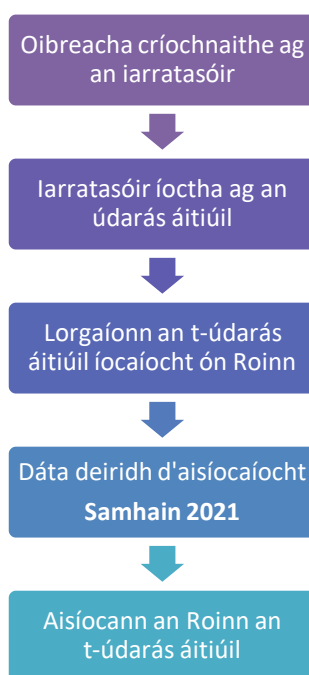 Oibreacha críochnaithe ag
an iarratasóir
Iarratasóir íoctha ag an
údarás áitiúil
Lorgaíonn an t-údarás
áitiúil íocaíocht ón Roinn
Dáta deiridh d'aisíocaíocht
Samhain 2021
Aisíocann an Roinn an
t-údarás áitiúil